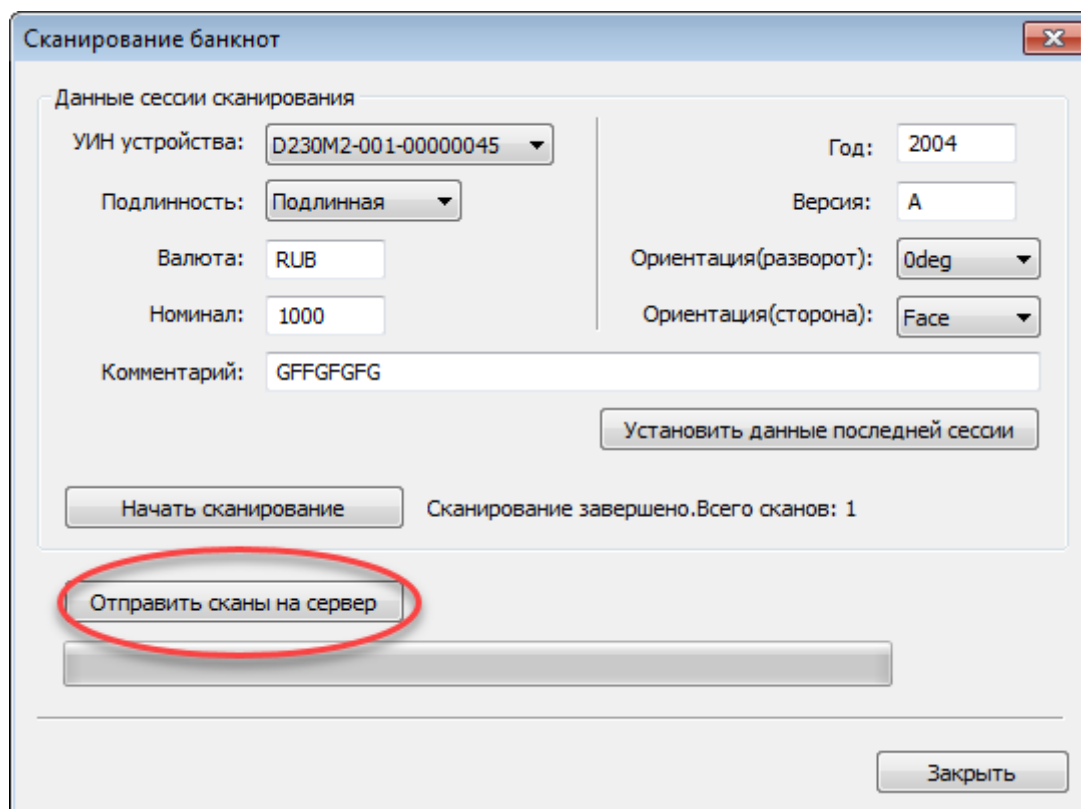 Сканирование банкнот
Данные сессии сканирования
УИН устройства: D230M2-001-00000045
Подлинность: Подлинная
Валюта: RUB
Номинал: 1000
Год: 2004
Версия: A
Ориентация(разворот): 0deg
Ориентация(сторона): Face
Комментарий: GFFGFGFG
Установить данные последней сессии
Начать сканирование Сканирование завершено.Всего сканов: 1
Отправить сканы на сервер
Закрыть